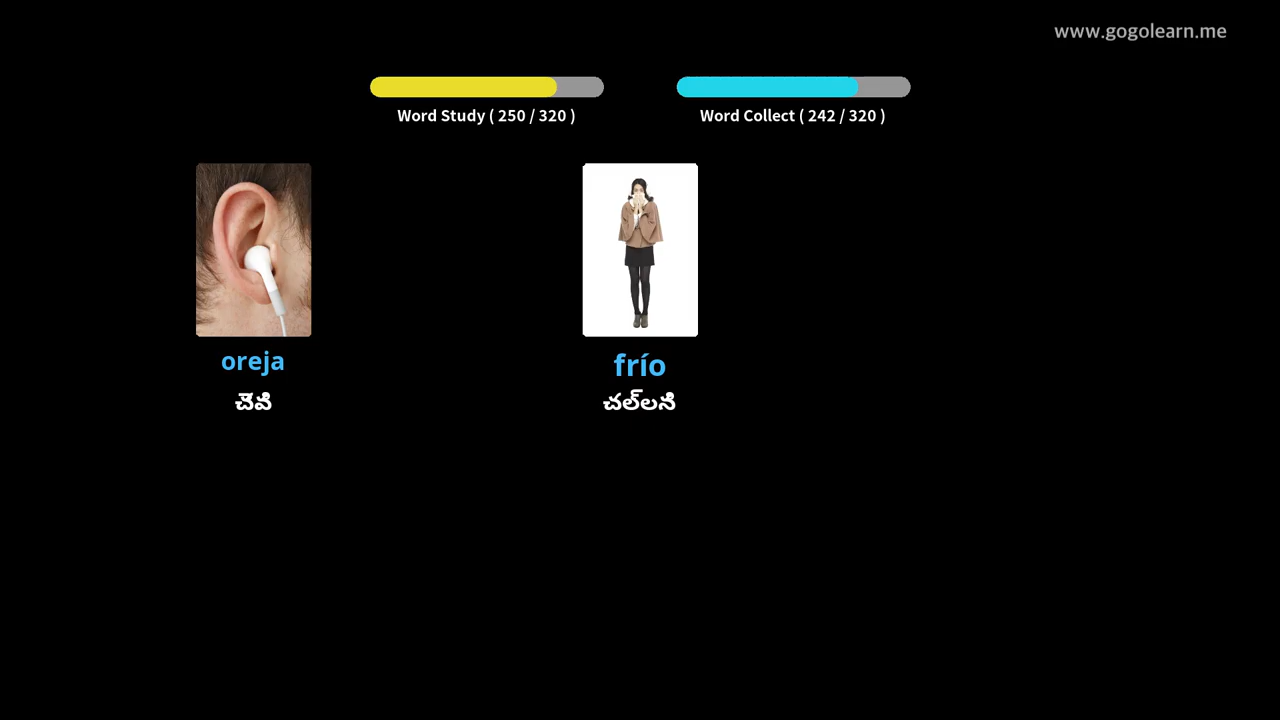 www.gogolearn.me
Word Study ( 250 / 320 )
Word Collect ( 242 / 320 )
oreja
frío
చెవి
చల్లని